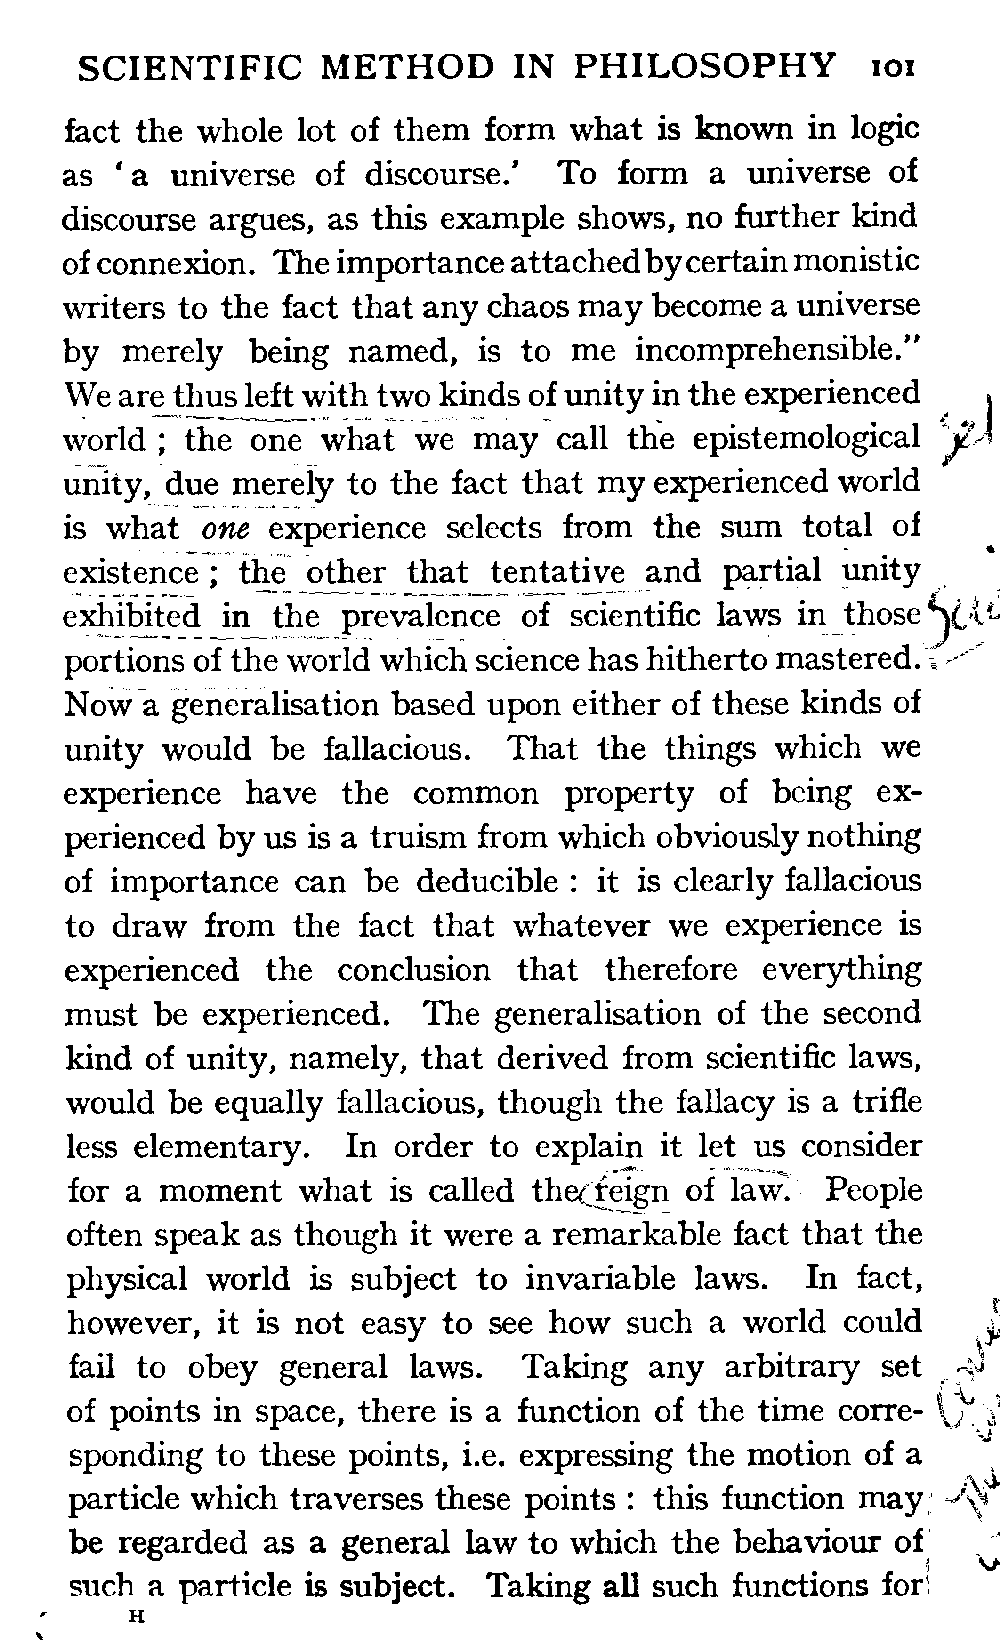 SCIENTIFIC METHOD IN PHILOSOPHY 101
fact the whole lot of them form what is known in logic
as ‘a universe of discourse.’ To form a universe of
discourse argues, as this example shows, no further kind
of connexion. The importance attached by certain monistic
writers to the fact that any chaos may become a universe
by merely being named, is to me incomprehensible.”
We are thus left with two kinds of unity in the experienced
world ; the one what we may call the epistemological
unity, due merely to the fact that my experienced world
is what one experience selects from the sum total of
existence ; the other that tentative and partial unity
exhibited in the prevalence of scientific laws in those
portions of the world which science has hitherto mastered.
Now a generalisation based upon either of these kinds of
unity would be fallacious. That the things which we
experience have the common property of being ex-
perienced by us is a truism from which obviously nothing
of importance can be deducible : it is clearly fallacious
to draw from the fact that whatever we experience is
experienced the conclusion that therefore everything
must be experienced. The generalisation of the second
kind of unity, namely, that derived from scientific laws,
would be equally fallacious, though the fallacy is a trifle
less elementary. In order to explain it let us consider
for a moment what is called the reign of law. People
often speak as though it were a remarkable fact that the
physical world is subject to invariable laws. In fact,
however, it is not easy to see how such a world could
fail to obey general laws. Taking any arbitrary set
of points in space, there is a function of the time corre-
sponding to these points, i.e. expressing the motion of a
particle which traverses these points : this function may
be regarded as a general law to which the behaviour of
such a particle is subject. Taking all such functions for
H